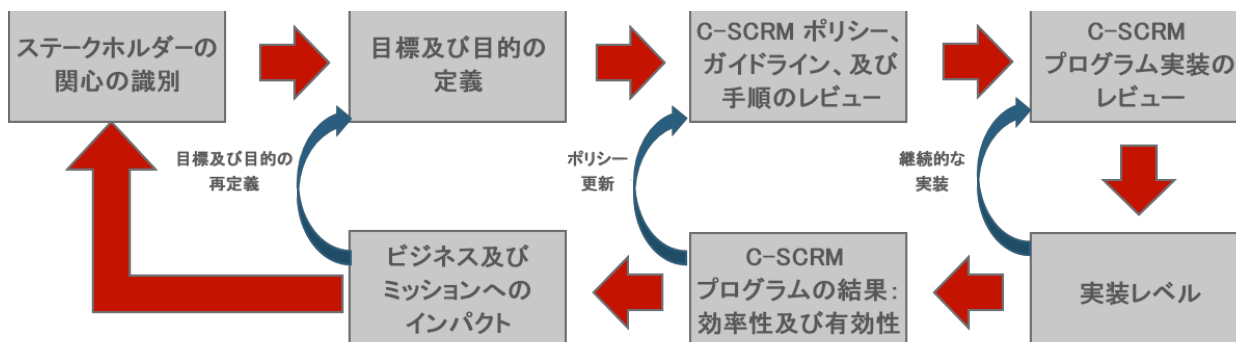 ステークホルダーの
関心の識別
目標及び目的の
定義
C-SCRM ポリシー、
ガイドライン、及び
手順のレビュー
C-SCRM
プログラム実装の
レビュー
目標及び目的の
再定義
ポリシー
更新
継続的な
実装
ビジネス及び
ミッションへの
インパクト
C-SCRM
プログラムの結果：
効率性及び有効性
実装レベル